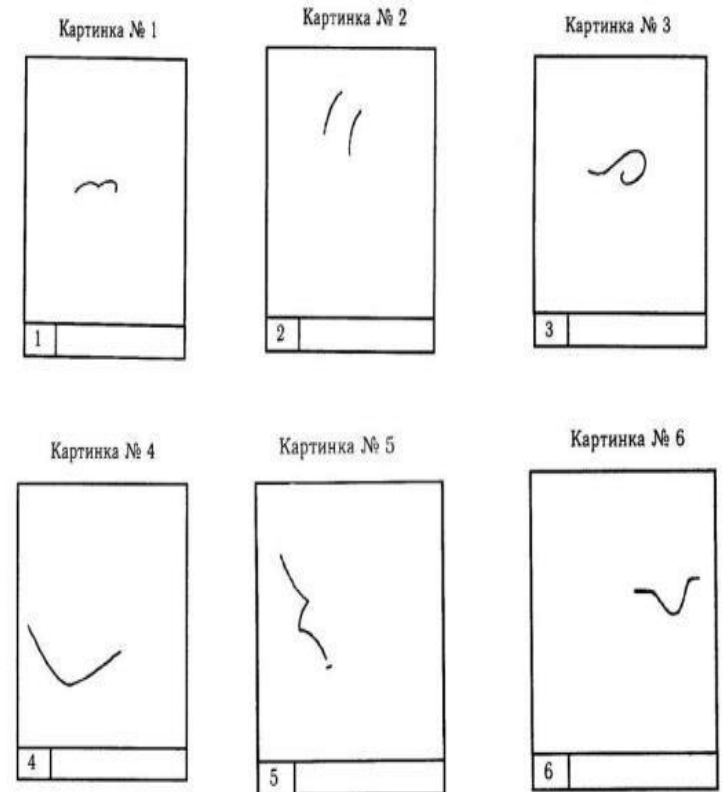 Картинка № 1
Картинка № 2
Картинка № 3
1
2
3
Картинка № 4
Картинка № 5
Картинка № 6
4
5
6